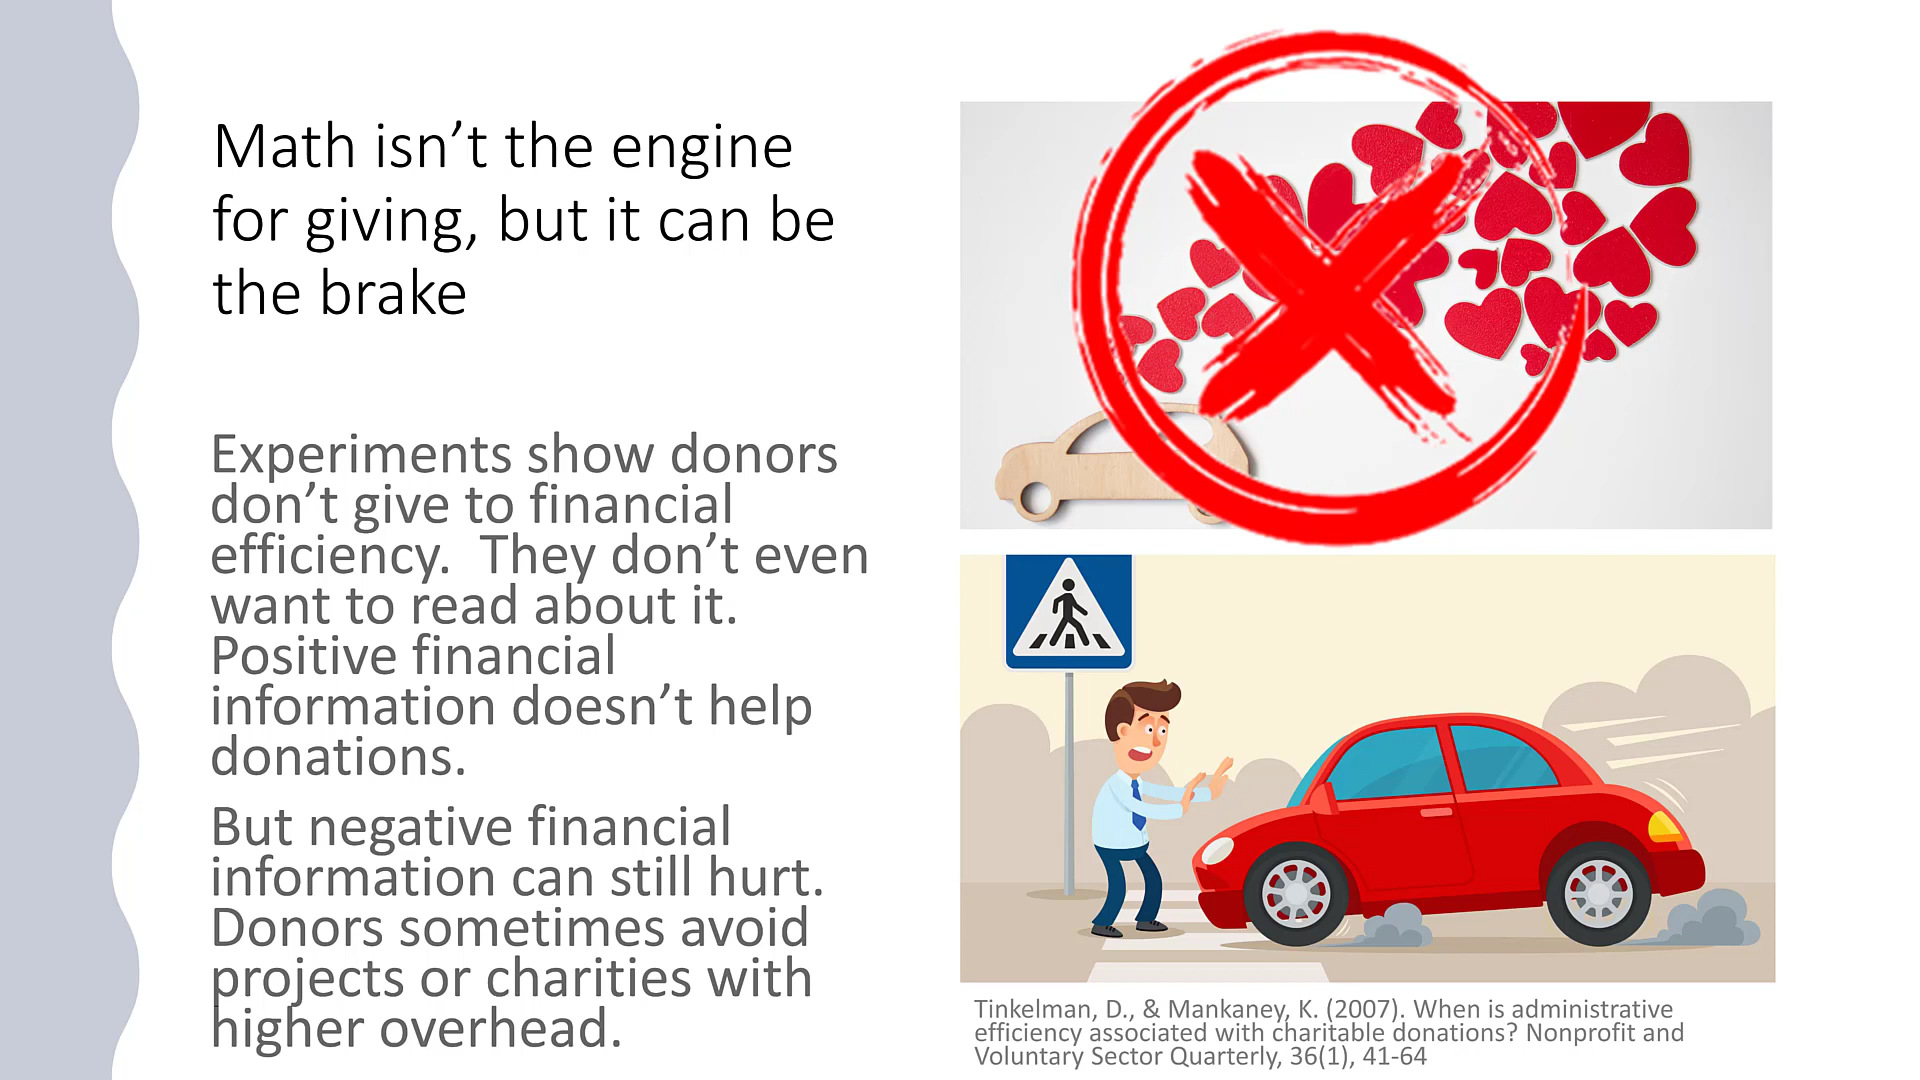 Math isn’t the engine
for giving, but it can be
the brake
Experiments show donors
don’t give to financial
efficiency.  They don’t even
want to read about it.
Positive financial
information doesn’t help
donations.
But negative financial
information can still hurt.
Donors sometimes avoid
projects or charities with
higher overhead.
Tinkelman, D., & Mankaney, K. (2007). When is administrative
efficiency associated with charitable donations? Nonprofit and
Voluntary Sector Quarterly, 36(1), 41-64